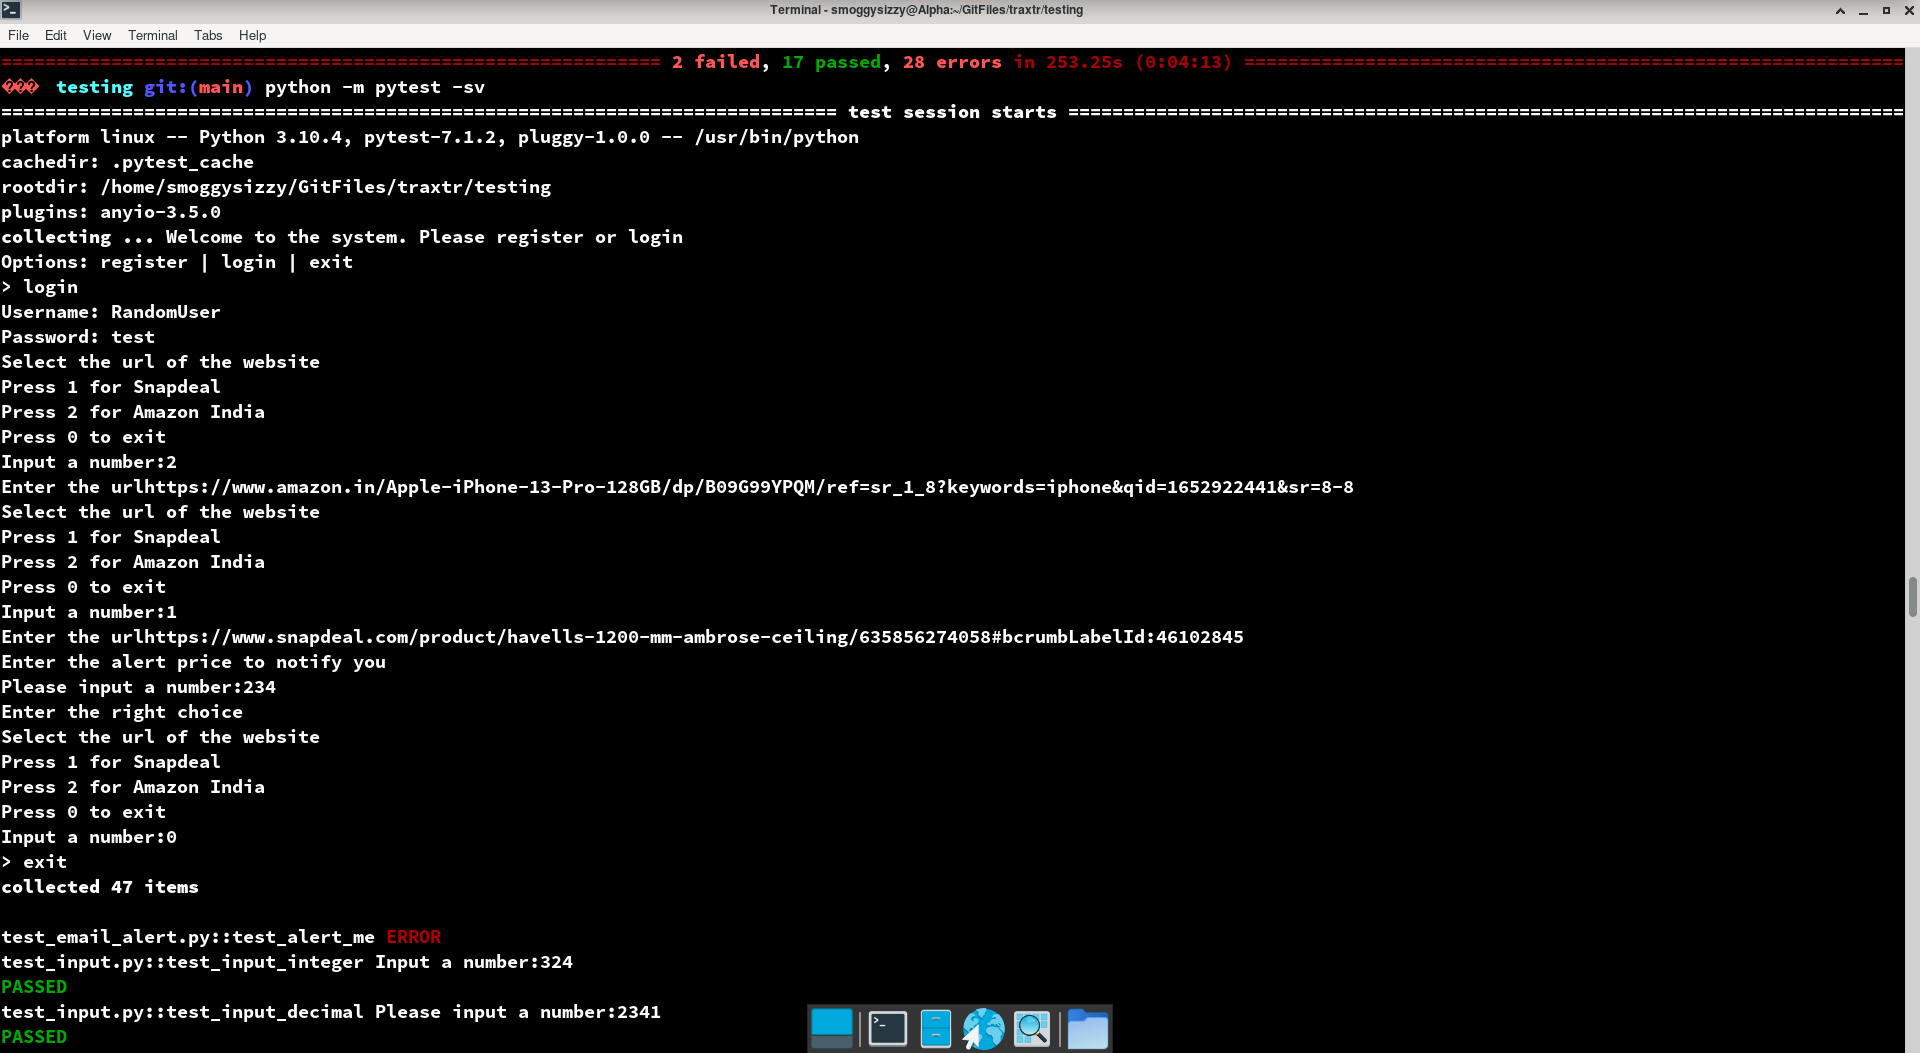 Terminal - smoggysizzy@Alpha:~/GitFiles/traxtr/testing
File Edit View Terminal Tabs Help
============================================================ 2 failed, 17 passed, 28 errors in 253.25s (0:04:13) ============================================================
testing git:(main) python -m pytest -sv
============================================================================ test session starts ============================================================================
platform linux -- Python 3.10.4, pytest-7.1.2, pluggy-1.0.0 -- /usr/bin/python
cachedir: .pytest_cache
rootdir: /home/smoggysizzy/GitFiles/traxtr/testing
plugins: anyio-3.5.0
collecting ... Welcome to the system. Please register or login
Options: register | login | exit
> login
Username: RandomUser
Password: test
Select the url of the website
Press 1 for Snapdeal
Press 2 for Amazon India
Press 0 to exit
Input a number:2
Enter the urlhttps://www.amazon.in/Apple-iPhone-13-Pro-128GB/dp/B09G99YPQM/ref=sr_1_8?keywords=iphone&qid=1652922441&sr=8-8
Select the url of the website
Press 1 for Snapdeal
Press 2 for Amazon India
Press 0 to exit
Input a number:1
Enter the urlhttps://www.snapdeal.com/product/havells-1200-mm-ambrose-ceiling/635856274058#bcrumbLabelId:46102845
Enter the alert price to notify you
Please input a number:234
Enter the right choice
Select the url of the website
Press 1 for Snapdeal
Press 2 for Amazon India
Press 0 to exit
Input a number:0
> exit
collected 47 items
test_email_alert.py::test_alert_me ERROR
test_input.py::test_input_integer Input a number:324
PASSED
test_input.py::test_input_decimal Please input a number:2341
PASSED